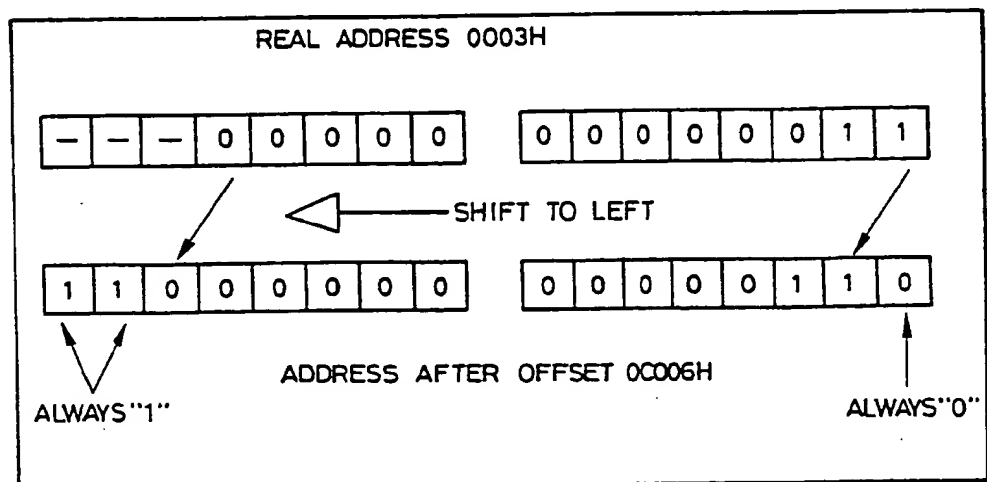 REAL ADDRESS 0003H
— — — 0 0 0 0 0 0 0 0 0 0 0 1 1
SHIFT TO LEFT
1 1 0 0 0 0 0 0 0 0 0 0 0 1 1 0
ADDRESS AFTER OFFSET 0C006H
ALWAYS"1" ALWAYS"0"